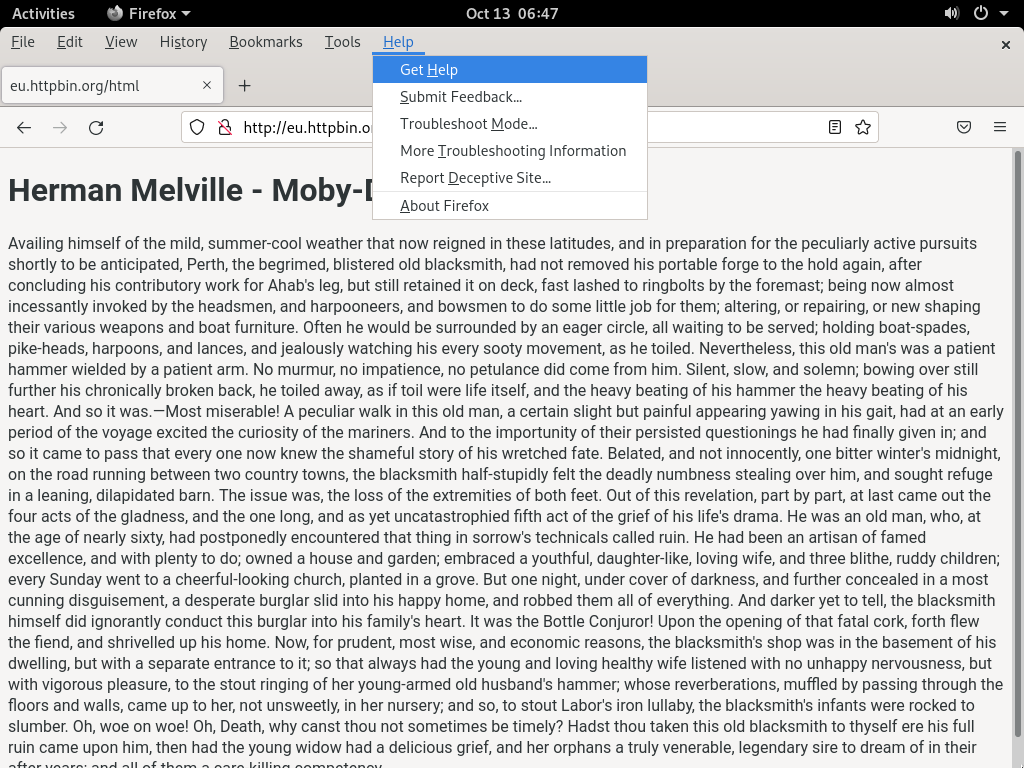 Activities Firefox Oct 13 06:47
File Edit View History Bookmarks Tools Help
eu.httpbin.org/html
http://eu.httpbin.o
Get Help
Submit Feedback...
Troubleshoot Mode...
More Troubleshooting Information
Report Deceptive Site...
About Firefox
Herman Melville - Moby-D
Availing himself of the mild, summer-cool weather that now reigned in these latitudes, and in preparation for the peculiarly active pursuits
shortly to be anticipated, Perth, the begrimed, blistered old blacksmith, had not removed his portable forge to the hold again, after
concluding his contributory work for Ahab's leg, but still retained it on deck, fast lashed to ringbolts by the foremast; being now almost
incessantly invoked by the headsmen, and harpooneers, and bowsmen to do some little job for them; altering, or repairing, or new shaping
their various weapons and boat furniture. Often he would be surrounded by an eager circle, all waiting to be served; holding boat-spades,
pike-heads, harpoons, and lances, and jealously watching his every sooty movement, as he toiled. Nevertheless, this old man's was a patient
hammer wielded by a patient arm. No murmur, no impatience, no petulance did come from him. Silent, slow, and solemn; bowing over still
further his chronically broken back, he toiled away, as if toil were life itself, and the heavy beating of his hammer the heavy beating of his
heart. And so it was.—Most miserable! A peculiar walk in this old man, a certain slight but painful appearing yawing in his gait, had at an early
period of the voyage excited the curiosity of the mariners. And to the importunity of their persisted questionings he had finally given in; and
so it came to pass that every one now knew the shameful story of his wretched fate. Belated, and not innocently, one bitter winter's midnight,
on the road running between two country towns, the blacksmith half-stupidly felt the deadly numbness stealing over him, and sought refuge
in a leaning, dilapidated barn. The issue was, the loss of the extremities of both feet. Out of this revelation, part by part, at last came out the
four acts of the gladness, and the one long, and as yet uncatastrophied fifth act of the grief of his life's drama. He was an old man, who, at
the age of nearly sixty, had postponedly encountered that thing in sorrow's technicals called ruin. He had been an artisan of famed
excellence, and with plenty to do; owned a house and garden; embraced a youthful, daughter-like, loving wife, and three blithe, ruddy children;
every Sunday went to a cheerful-looking church, planted in a grove. But one night, under cover of darkness, and further concealed in a most
cunning disguisement, a desperate burglar slid into his happy home, and robbed them all of everything. And darker yet to tell, the blacksmith
himself did ignorantly conduct this burglar into his family's heart. It was the Bottle Conjuror! Upon the opening of that fatal cork, forth flew
the fiend, and shrivelled up his home. Now, for prudent, most wise, and economic reasons, the blacksmith's shop was in the basement of his
dwelling, but with a separate entrance to it; so that always had the young and loving healthy wife listened with no unhappy nervousness, but
with vigorous pleasure, to the stout ringing of her young-armed old husband's hammer; whose reverberations, muffled by passing through the
floors and walls, came up to her, not unsweetly, in her nursery; and so, to stout Labor's iron lullaby, the blacksmith's infants were rocked to
slumber. Oh, woe on woe! Oh, Death, why canst thou not sometimes be timely? Hadst thou taken this old blacksmith to thyself ere his full
ruin came upon him, then had the young widow had a delicious grief, and her orphans a truly venerable, legendary sire to dream of in their
after years; and all of them a care-killing competency.